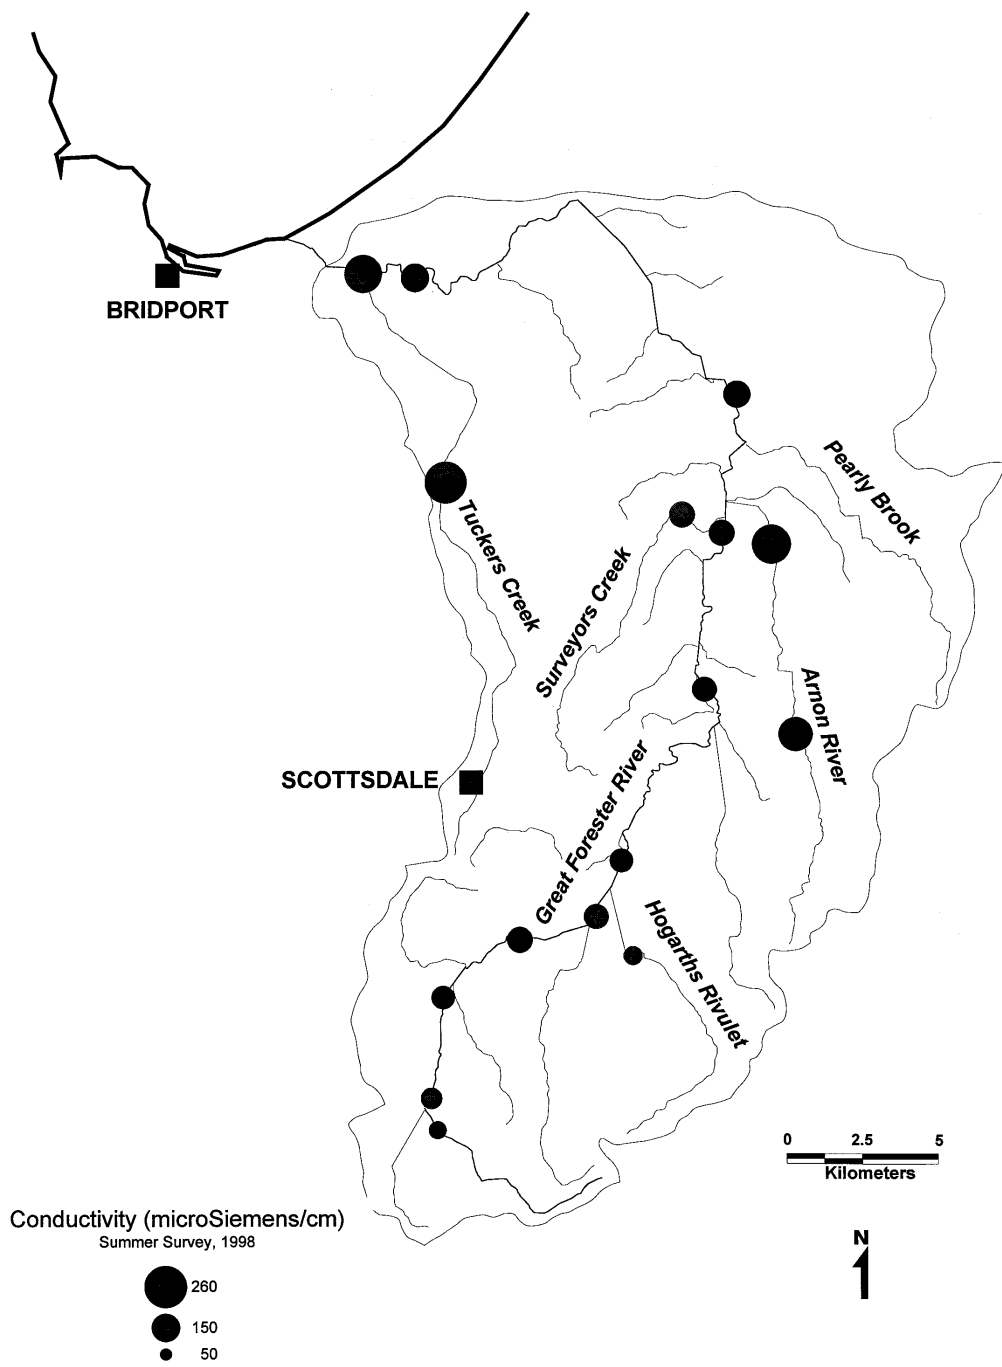 BRIDPORT
Pearly Brook
Tuckers Creek
Surveyors Creek
Arnon River
SCOTTSDALE
Great Forester River
Hogarths Rivulet
0 2.5 5
Kilometers
Conductivity (microSiemens/cm)
Summer Survey, 1998
260
150
50
N